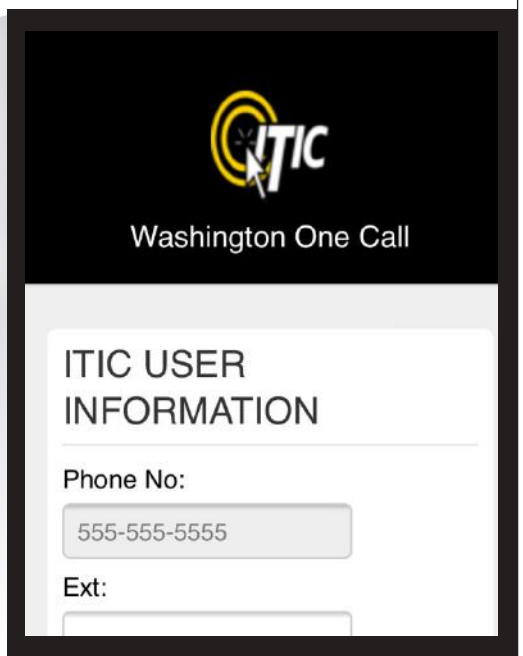 ITIC
Washington One Call
ITIC USER
INFORMATION
Phone No:
555-555-5555
Ext: